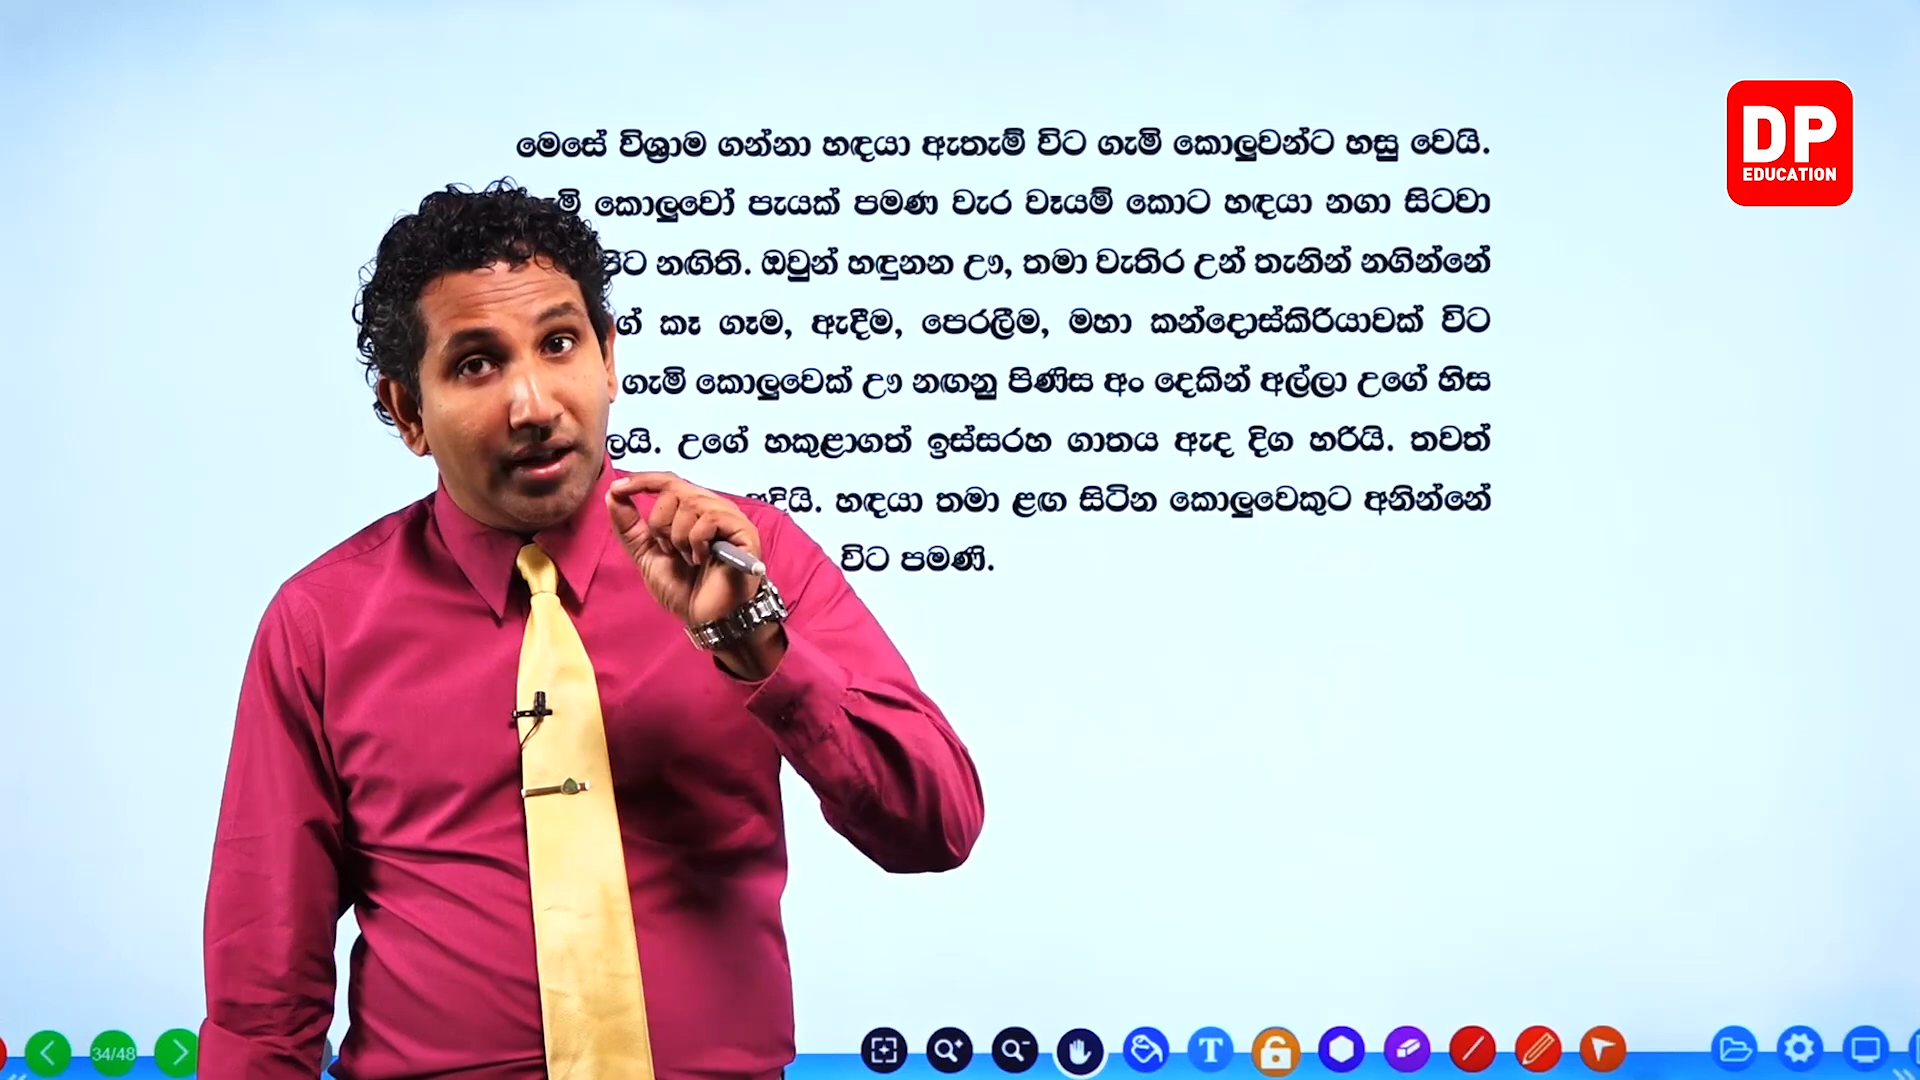 මෙසේ විශ්‍රාම ගන්නා හඳයා ඇතැම් විට ගැමි කොලුවන්ට හසු වෙයි.
කොලුවෝ පැයක් පමණ වැර වෑයම් කොට හඳයා නගා සිටවා
නඟිති. ඔවුන් හඳුනන ඌ, තමා වැතිර උන් තැනින් නගින්නේ
කෑ ගෑම, ඇදීම, පෙරලීම, මහා කන්දොස්කිරියාවක් විට
ගැමි කොලුවෙක් ඌ නඟනු පිණිස අං දෙකින් අල්ලා උගේ හිස
උගේ හකුළාගත් ඉස්සරහ ගාතය ඇද දිග හරියි. තවත්
හඳයා තමා ළඟ සිටින කොලුවෙකුට අනින්නේ
විට පමණි.
DP
EDUCATION
34/48
T